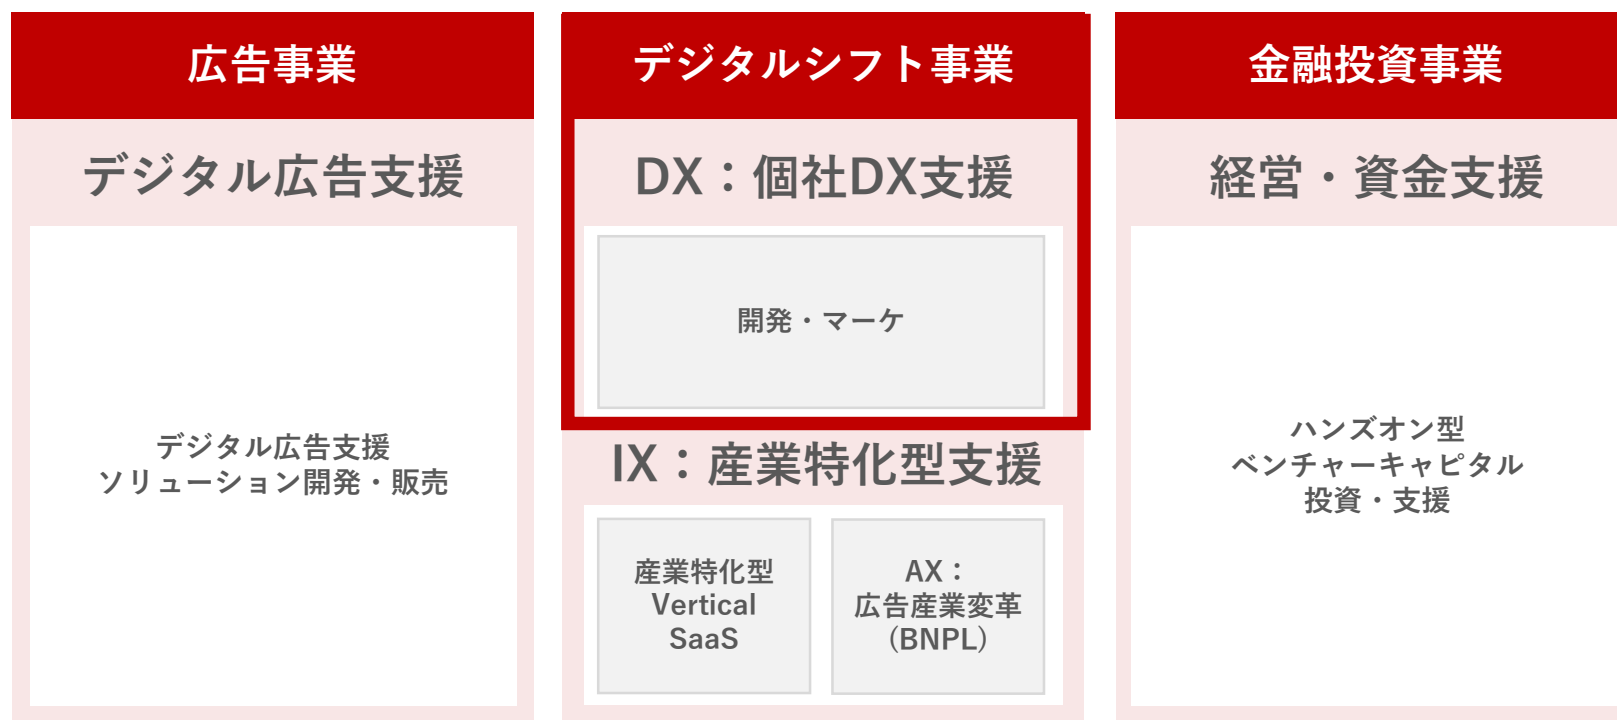 広告事業
デジタル広告支援
デジタル広告支援
ソリューション開発・販売
デジタルシフト事業
DX：個社DX支援
開発・マーケ
IX：産業特化型支援
産業特化型
Vertical
SaaS
AX：
広告産業変革
(BNPL)
金融投資事業
経営・資金支援
ハンズオン型
ベンチャーキャピタル
投資・支援